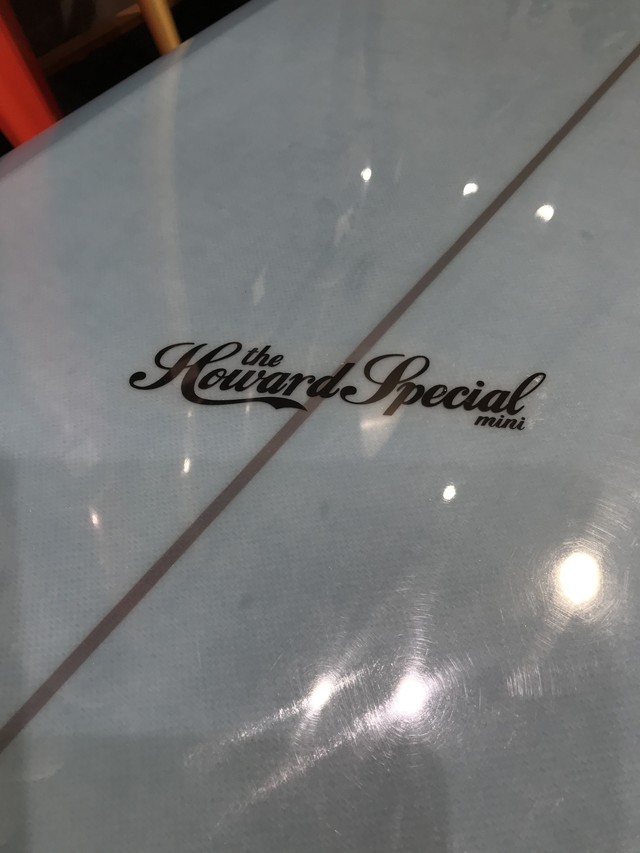 the
Howard Special
mini